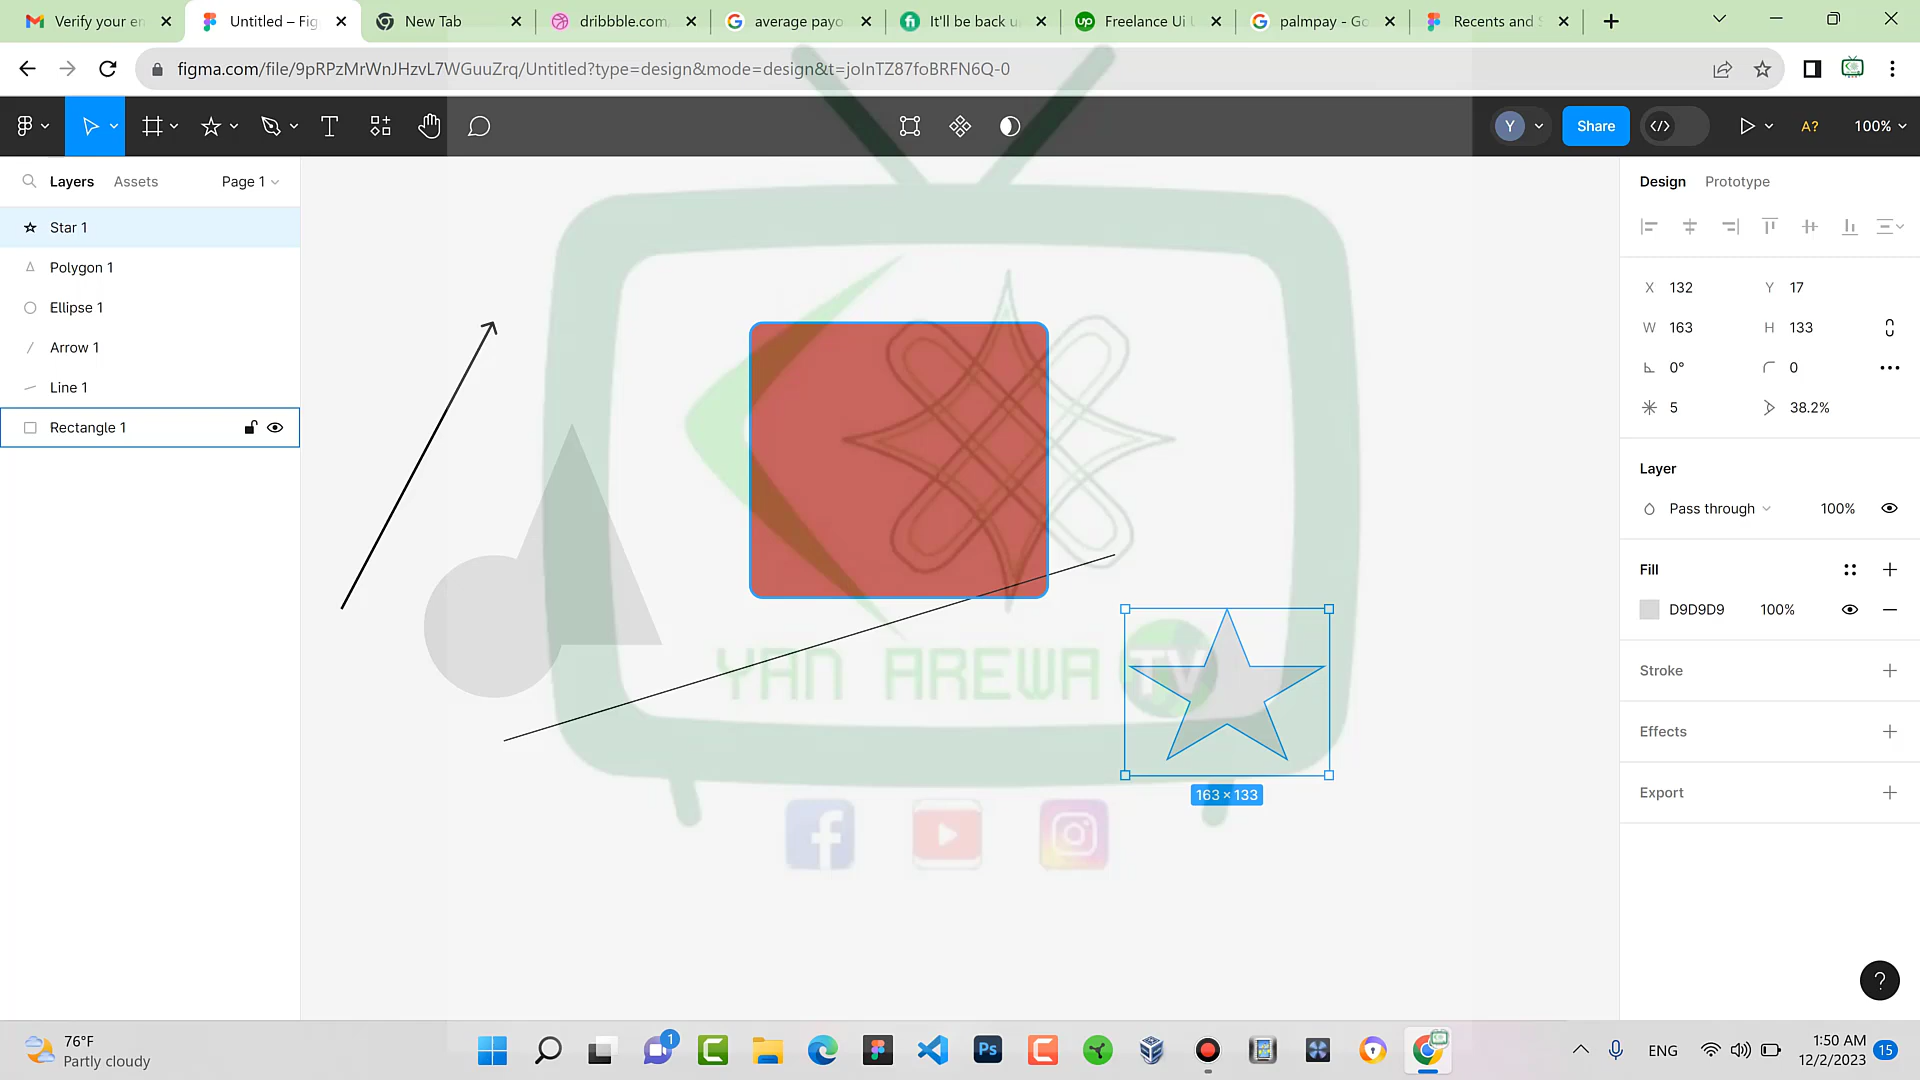 Verify your en
Untitled – Fig
New Tab
dribbble.com
average payo
It'll be back u
Freelance Ui
palmpay - Go
Recents and S
figma.com/file/9pRPzMrWnJHzvL7WGuuZrq/Untitled?type=design&mode=design&t=joInTZ87foBRFN6Q-0
Y
Share
A?
100%
Layers
Assets
Page 1
Star 1
Polygon 1
Ellipse 1
Arrow 1
Line 1
Rectangle 1
Design
Prototype
X 132
Y 17
W 163
H 133
0°
0
5
38.2%
Layer
Pass through
100%
Fill
D9D9D9
100%
Stroke
Effects
Export
?
YAN AREWA TV
163 × 133
76°F
Partly cloudy
1
Ps
ENG
1:50 AM
12/2/2023
15